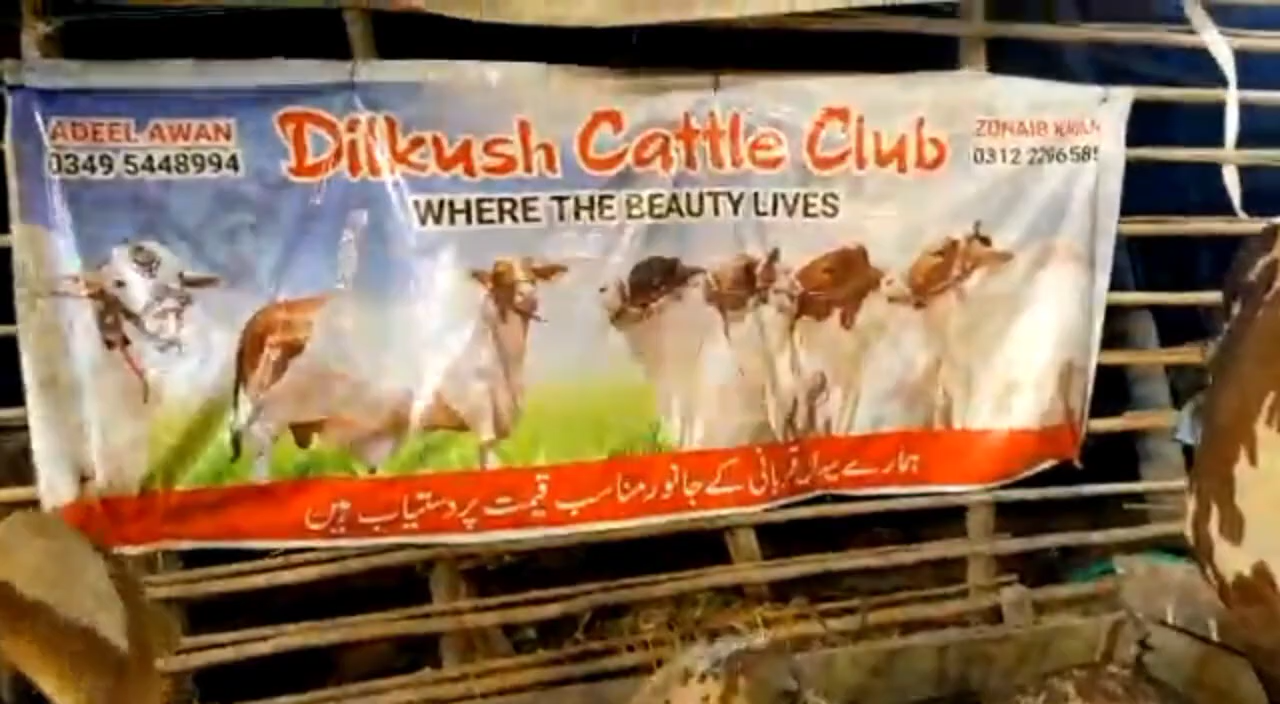 ADEEL AWAN
0349 5448994
Dilkush Cattle Club
WHERE THE BEAUTY LIVES
ZUNAIB
0312
ہمارے یہاں قربانی کے جانور مناسب قیمت پر دستیاب ہیں